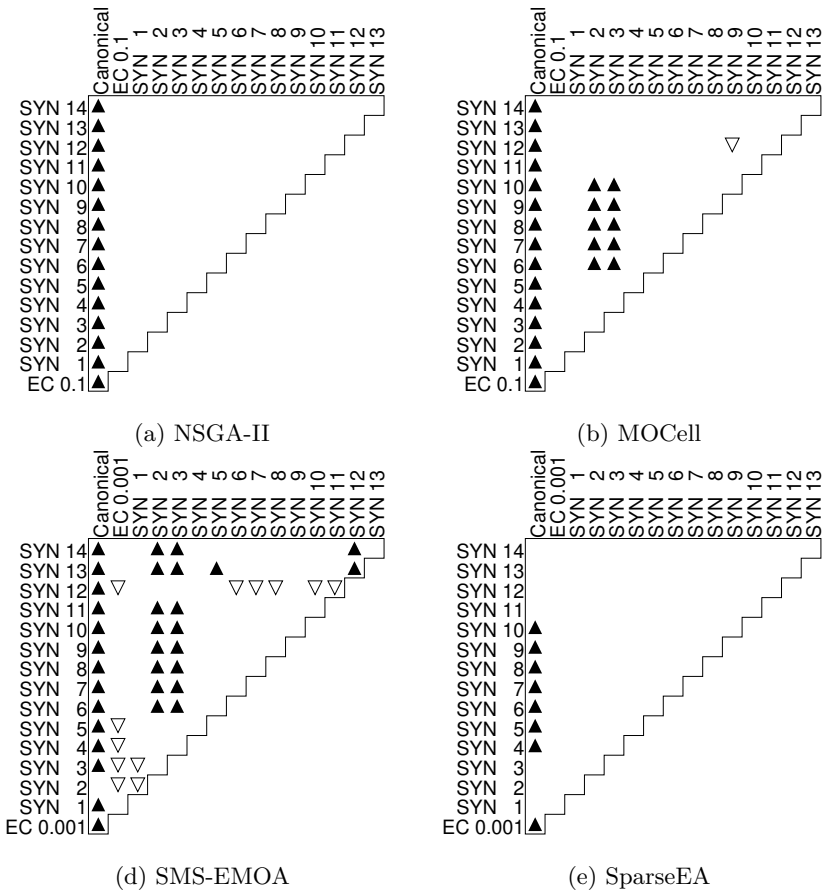 Canonical
EC 0.1
SYN 1
SYN 2
SYN 3
SYN 4
SYN 5
SYN 6
SYN 7
SYN 8
SYN 9
SYN 10
SYN 11
SYN 12
SYN 13
SYN 14
SYN 13
SYN 12
SYN 11
SYN 10
SYN 9
SYN 8
SYN 7
SYN 6
SYN 5
SYN 4
SYN 3
SYN 2
SYN 1
EC 0.1
(a) NSGA-II
Canonical
EC 0.1
SYN 1
SYN 2
SYN 3
SYN 4
SYN 5
SYN 6
SYN 7
SYN 8
SYN 9
SYN 10
SYN 11
SYN 12
SYN 13
SYN 14
SYN 13
SYN 12
SYN 11
SYN 10
SYN 9
SYN 8
SYN 7
SYN 6
SYN 5
SYN 4
SYN 3
SYN 2
SYN 1
EC 0.1
(b) MOCell
Canonical
EC 0.001
SYN 1
SYN 2
SYN 3
SYN 4
SYN 5
SYN 6
SYN 7
SYN 8
SYN 9
SYN 10
SYN 11
SYN 12
SYN 13
SYN 14
SYN 13
SYN 12
SYN 11
SYN 10
SYN 9
SYN 8
SYN 7
SYN 6
SYN 5
SYN 4
SYN 3
SYN 2
SYN 1
EC 0.001
(d) SMS-EMOA
Canonical
EC 0.001
SYN 1
SYN 2
SYN 3
SYN 4
SYN 5
SYN 6
SYN 7
SYN 8
SYN 9
SYN 10
SYN 11
SYN 12
SYN 13
SYN 14
SYN 13
SYN 12
SYN 11
SYN 10
SYN 9
SYN 8
SYN 7
SYN 6
SYN 5
SYN 4
SYN 3
SYN 2
SYN 1
EC 0.001
(e) SparseEA